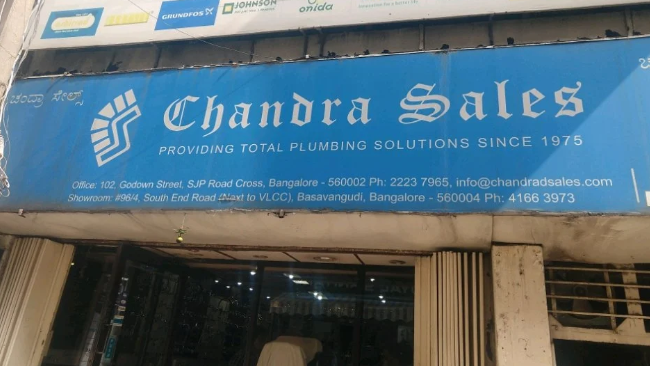 GRUNDFOS
JOHNSON
onida
ಚಂದ್ರಾ ಸೇಲ್ಸ್
Chandra Sales
PROVIDING TOTAL PLUMBING SOLUTIONS SINCE 1975
Office: 102, Godown Street, SJP Road Cross, Bangalore - 560002 Ph: 2223 7965, info@chandradsales.com
Showroom: #96/4, South End Road (Next to VLCC), Basavangudi, Bangalore - 560004 Ph: 4166 3973